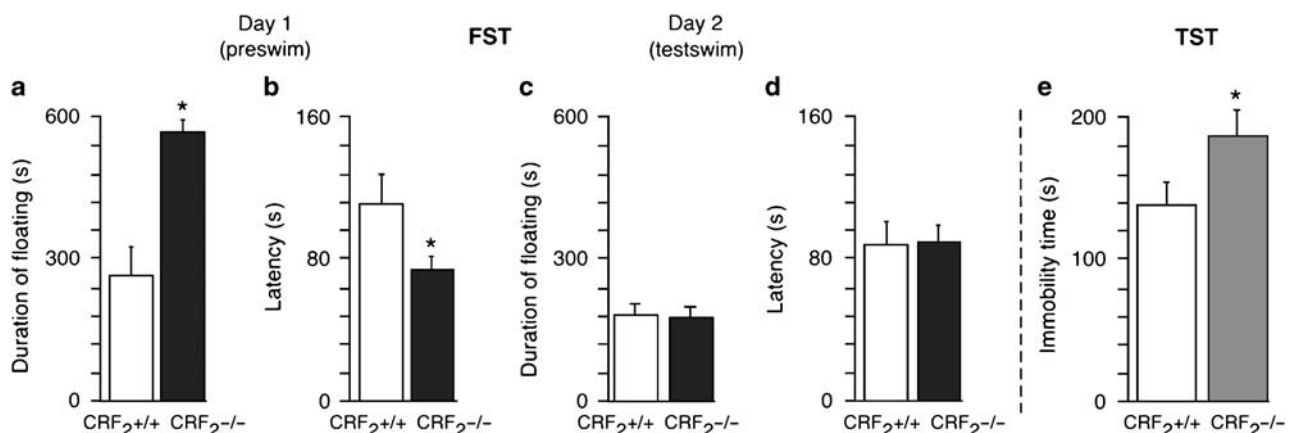 Day 1
(preswim)
FST
Day 2
(testswim)
TST
a
Duration of floating (s)
600
300
0
*
CRF2+/+ CRF2−/−
b
Latency (s)
160
80
0
*
CRF2+/+ CRF2−/−
c
Duration of floating (s)
600
300
0
CRF2+/+ CRF2−/−
d
Latency (s)
160
80
0
CRF2+/+ CRF2−/−
e
Immobility time (s)
200
100
0
*
CRF2+/+ CRF2−/−